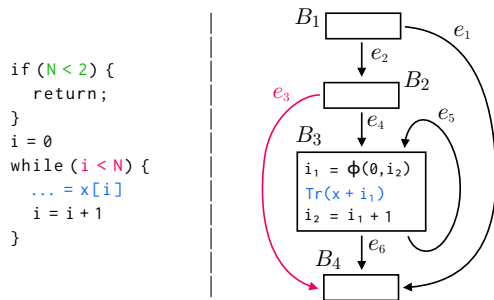 if (N < 2) {
return;
}
i = 0
while (i < N) {
... = x[i]
i = i + 1
}
B₁
e₁
e₂
B₂
e₃
e₄
e₅
B₃
i₁ = ϕ(0,i₂)
Tr(x + i₁)
i₂ = i₁ + 1
e₆
B₄